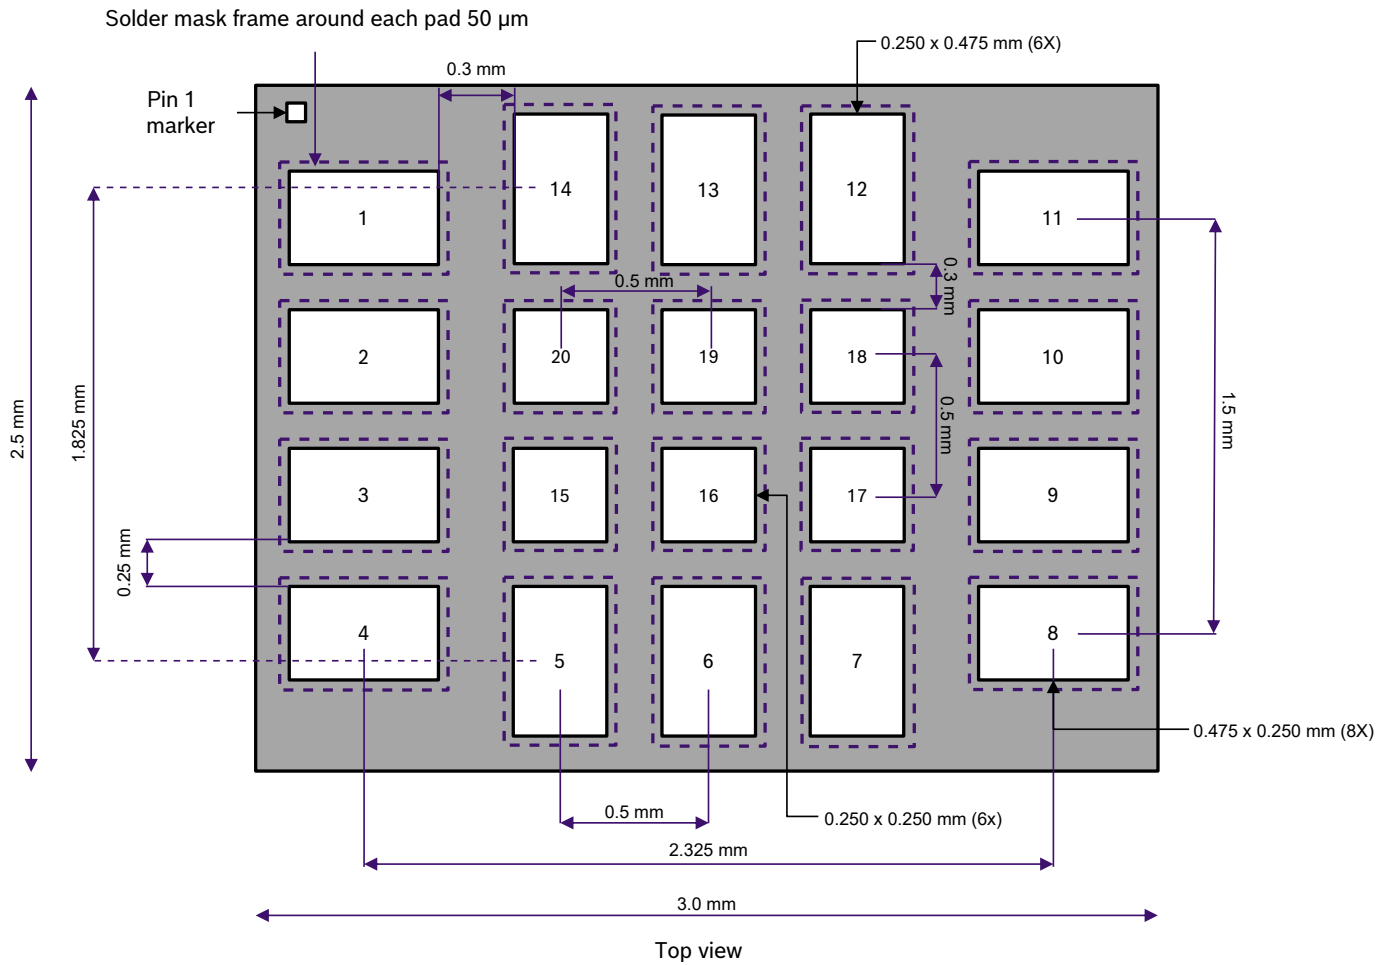 Solder mask frame around each pad 50 µm
0.250 x 0.475 mm (6X)
0.3 mm
Pin 1
marker
14
13
12
1
11
0.3 mm
0.5 mm
2
20
19
18
10
2.5 mm
1.825 mm
0.5 mm
1.5 mm
3
15
16
17
9
0.25 mm
4
5
6
7
8
0.475 x 0.250 mm (8X)
0.5 mm
0.250 x 0.250 mm (6x)
2.325 mm
3.0 mm
Top view